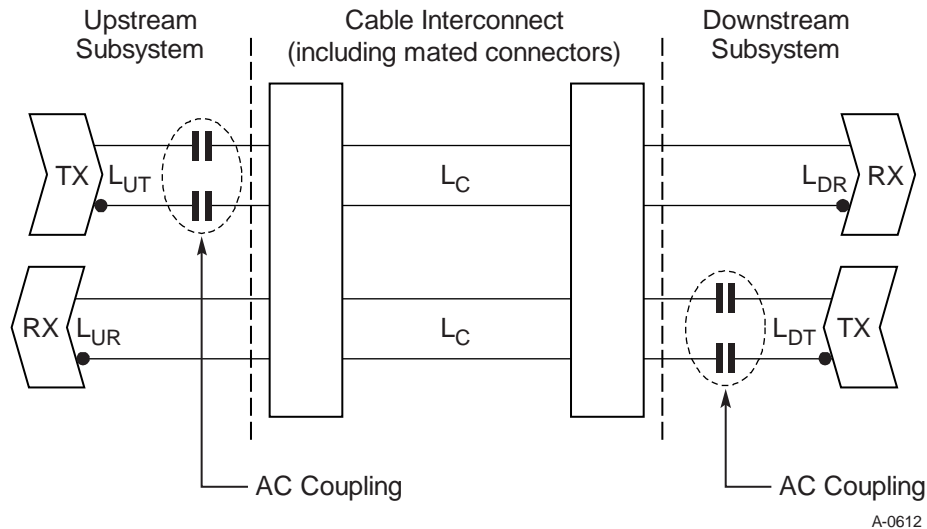 Upstream
Subsystem
Cable Interconnect
(including mated connectors)
Downstream
Subsystem
TX
LUT
LC
LDR
RX
RX
LUR
LC
LDT
TX
AC Coupling
AC Coupling
A-0612